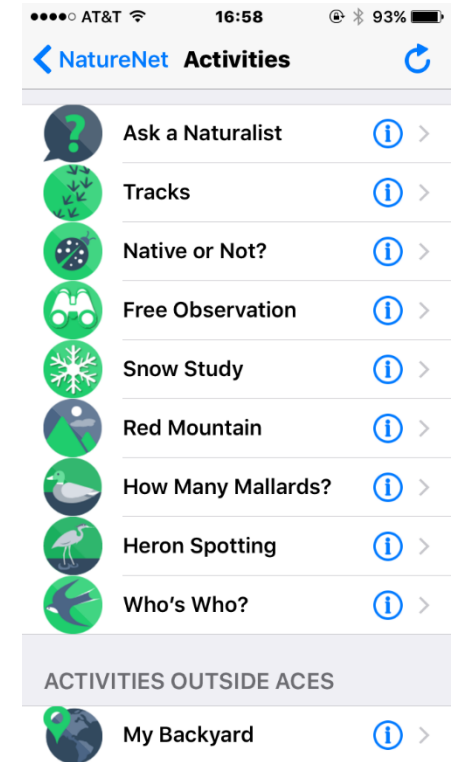 AT&T 16:58 93%
NatureNet Activities
Ask a Naturalist
Tracks
Native or Not?
Free Observation
Snow Study
Red Mountain
How Many Mallards?
Heron Spotting
Who's Who?
ACTIVITIES OUTSIDE ACES
My Backyard